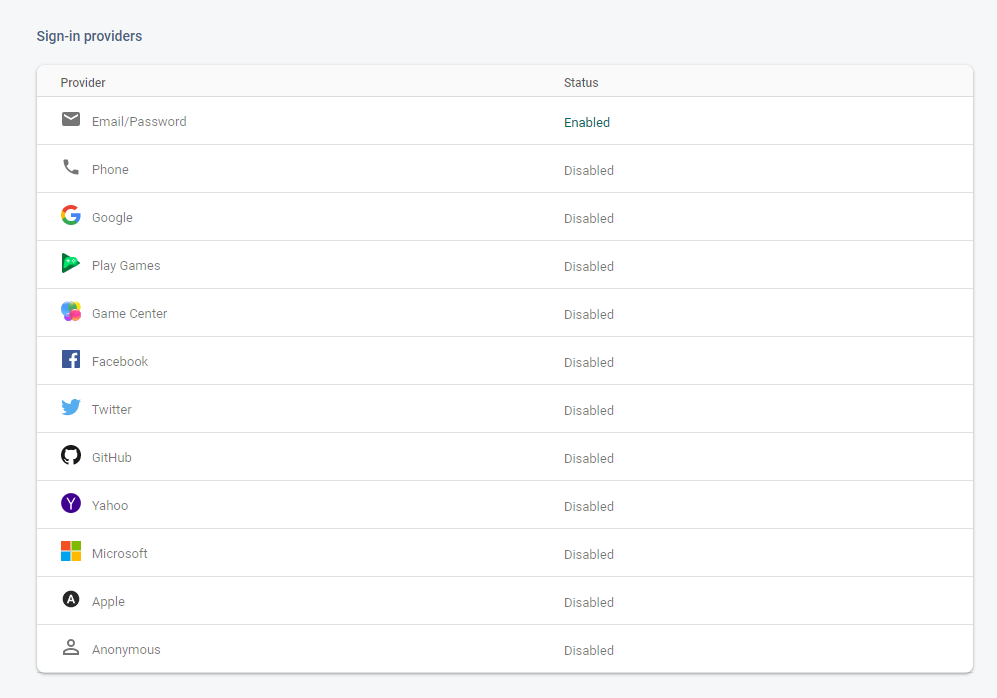 Sign-in providers
Provider Status
Email/Password Enabled
Phone Disabled
Google Disabled
Play Games Disabled
Game Center Disabled
Facebook Disabled
Twitter Disabled
GitHub Disabled
Yahoo Disabled
Microsoft Disabled
Apple Disabled
Anonymous Disabled